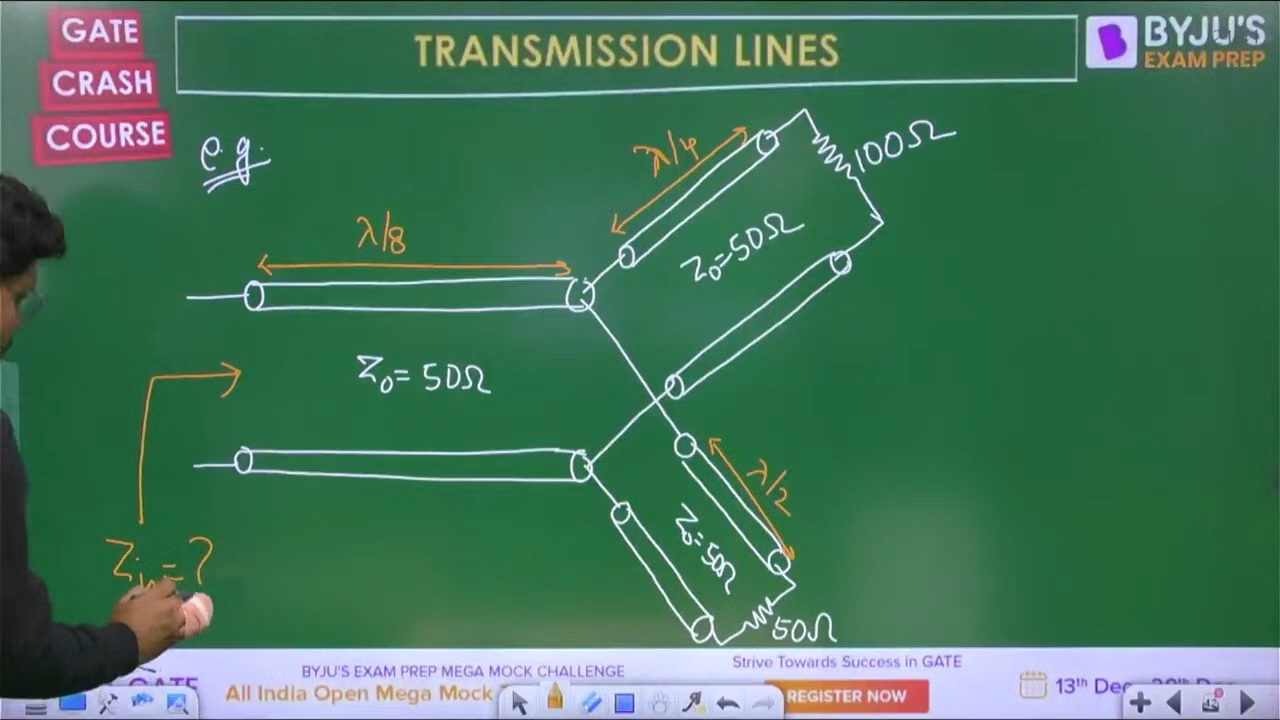 GATE
CRASH
COURSE
TRANSMISSION LINES
BYJU'S
EXAM PREP
e.g.
λ/8
λ/4
100Ω
Z₀=50Ω
Z₀= 50Ω
λ/2
Z₀=50Ω
50Ω
Zin=?
BYJU'S EXAM PREP MEGA MOCK CHALLENGE
All India Open Mega Mock
Strive Towards Success in GATE
REGISTER NOW
13th Dec